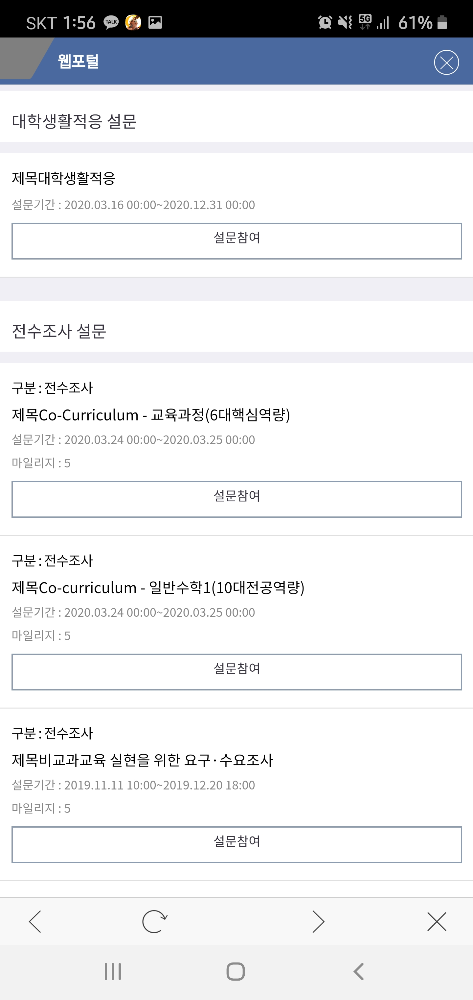 SKT 1:56 TALK 5G 61%
웹포털
대학생활적응 설문
제목대학생활적응
설문기간 : 2020.03.16 00:00~2020.12.31 00:00
설문참여
전수조사 설문
구분 : 전수조사
제목Co-Curriculum - 교육과정(6대핵심역량)
설문기간 : 2020.03.24 00:00~2020.03.25 00:00
마일리지 : 5
설문참여
구분 : 전수조사
제목Co-curriculum - 일반수학1(10대전공역량)
설문기간 : 2020.03.24 00:00~2020.03.25 00:00
마일리지 : 5
설문참여
구분 : 전수조사
제목비교과교육 실현을 위한 요구·수요조사
설문기간 : 2019.11.11 10:00~2019.12.20 18:00
마일리지 : 5
설문참여